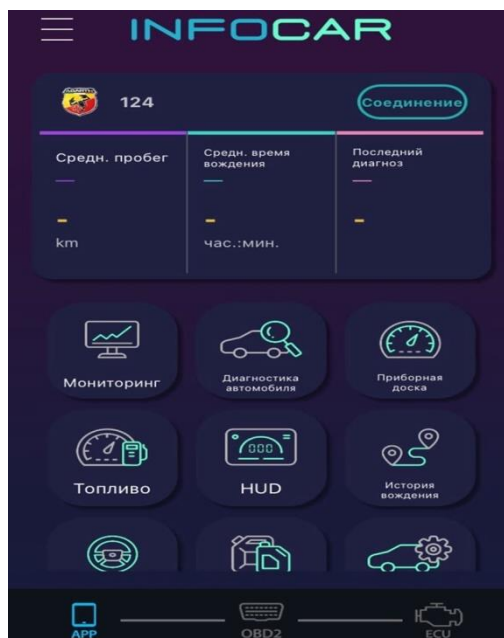 INFOCAR
124
Соединение
Средн. пробег
Средн. время
вождения
Последний
диагноз
-
km
-
час.:мин.
-
Мониторинг
Диагностика
автомобиля
Приборная
доска
Топливо
000
HUD
История
вождения
APP
OBD2
ECU